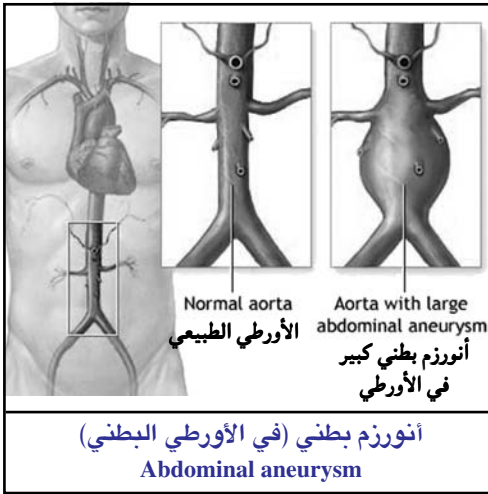 Normal aorta
الأورطي الطبيعي
Aorta with large
abdominal aneurysm
أنورزم بطني كبير
في الأورطي
أنورزم بطني (في الأورطي البطني)
Abdominal aneurysm